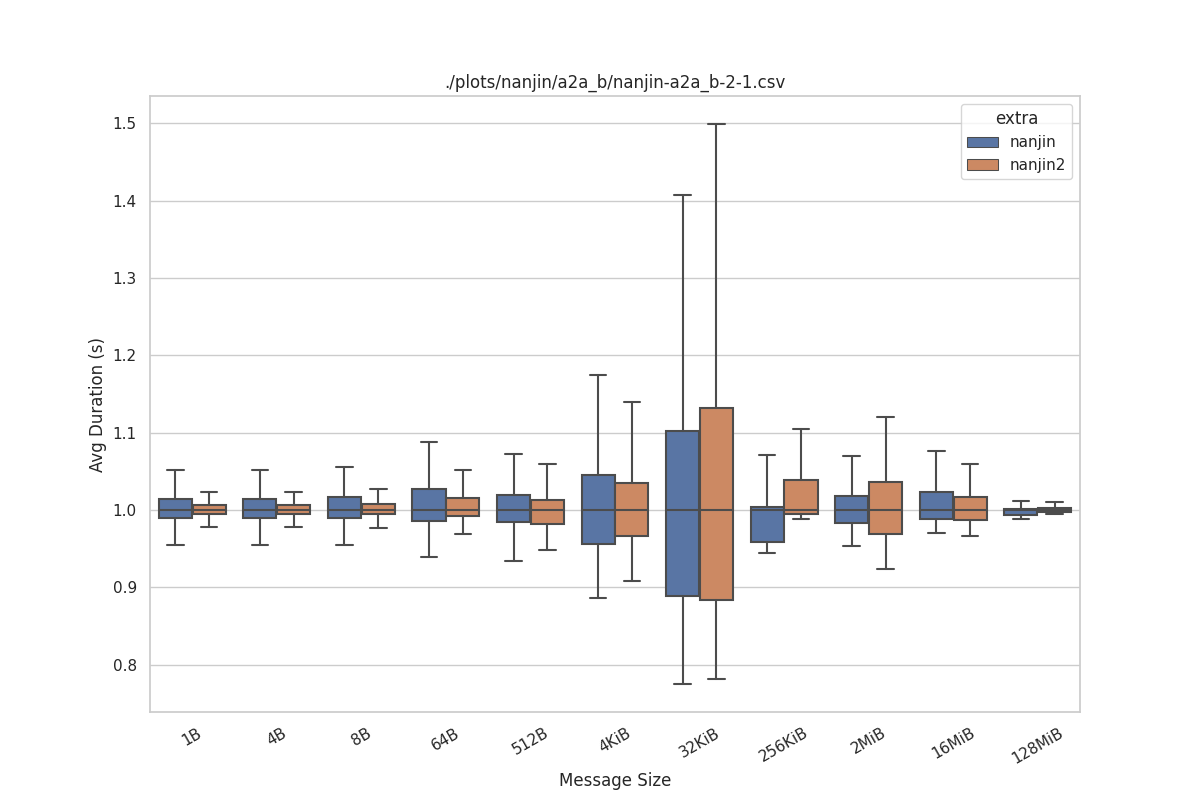 ./plots/nanjin/a2a_b/nanjin-a2a_b-2-1.csv
extra
nanjin
nanjin2
Avg Duration (s)
1.5
1.4
1.3
1.2
1.1
1.0
0.9
0.8
1B
4B
8B
64B
512B
4KiB
32KiB
256KiB
2MiB
16MiB
128MiB
Message Size